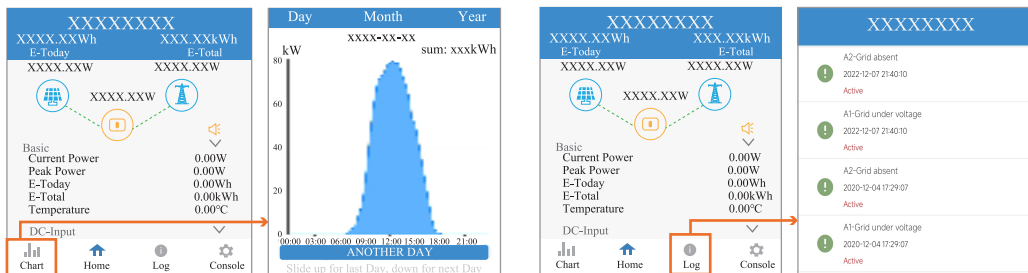 XXXXXXXX
XXXX.XXWh XXX.XXkWh
E-Today E-Total
XXXX.XXW XXXX.XXW
XXXX.XXW
Basic
Current Power 0.00W
Peak Power 0.00W
E-Today 0.00Wh
E-Total 0.00kWh
Temperature 0.00°C
DC-Input
Chart Home Log Console
Day Month Year
xxxx-xx-xx
kW sum: xxxkWh
80
60
40
20
0
00:00 03:00 06:00 09:00 12:00 15:00 18:00 21:00
ANOTHER DAY
Slide up for last Day, down for next Day
XXXXXXXX
XXXX.XXWh XXX.XXkWh
E-Today E-Total
XXXX.XXW XXXX.XXW
XXXX.XXW
Basic
Current Power 0.00W
Peak Power 0.00W
E-Today 0.00Wh
E-Total 0.00kWh
Temperature 0.00°C
DC-Input
Chart Home Log Console
XXXXXXXX
A2-Grid absent
2022-12-07 21:40:10
Active
A1-Grid under voltage
2022-12-07 21:40:10
Active
A2-Grid absent
2020-12-04 17:29:07
Active
A1-Grid under voltage
2020-12-04 17:29:07
Active